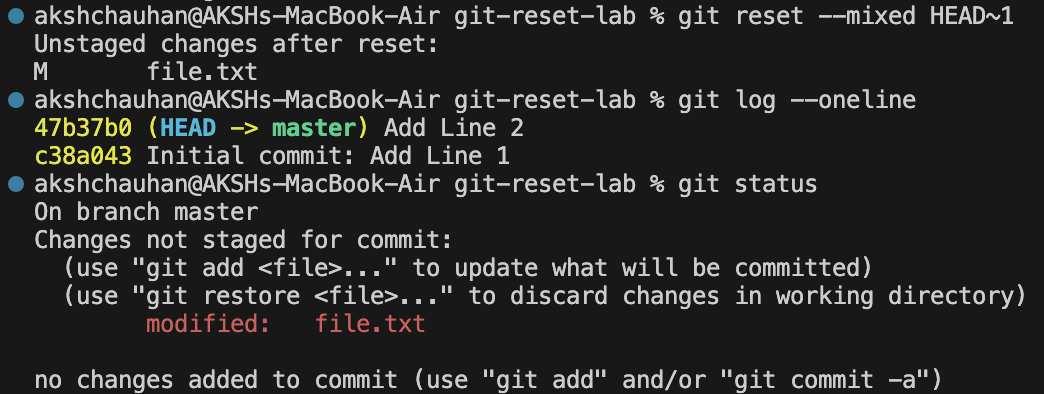 akshchauhan@AKSHs-MacBook-Air git-reset-lab % git reset --mixed HEAD~1
Unstaged changes after reset:
M       file.txt
akshchauhan@AKSHs-MacBook-Air git-reset-lab % git log --oneline
47b37b0 (HEAD -> master) Add Line 2
c38a043 Initial commit: Add Line 1
akshchauhan@AKSHs-MacBook-Air git-reset-lab % git status
On branch master
Changes not staged for commit:
  (use "git add <file>..." to update what will be committed)
  (use "git restore <file>..." to discard changes in working directory)
        modified:   file.txt

no changes added to commit (use "git add" and/or "git commit -a")